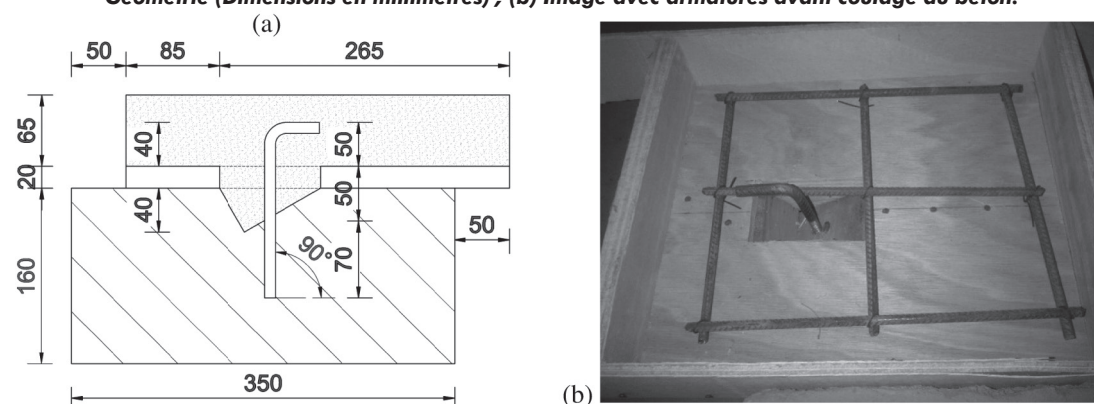 Géométrie (Dimensions en millimètres) ; (b) Image avec armatures avant coulage du béton.
(a)
50 85 265
65
20
160
40
40
50
50
70
90°
50
350
(b)